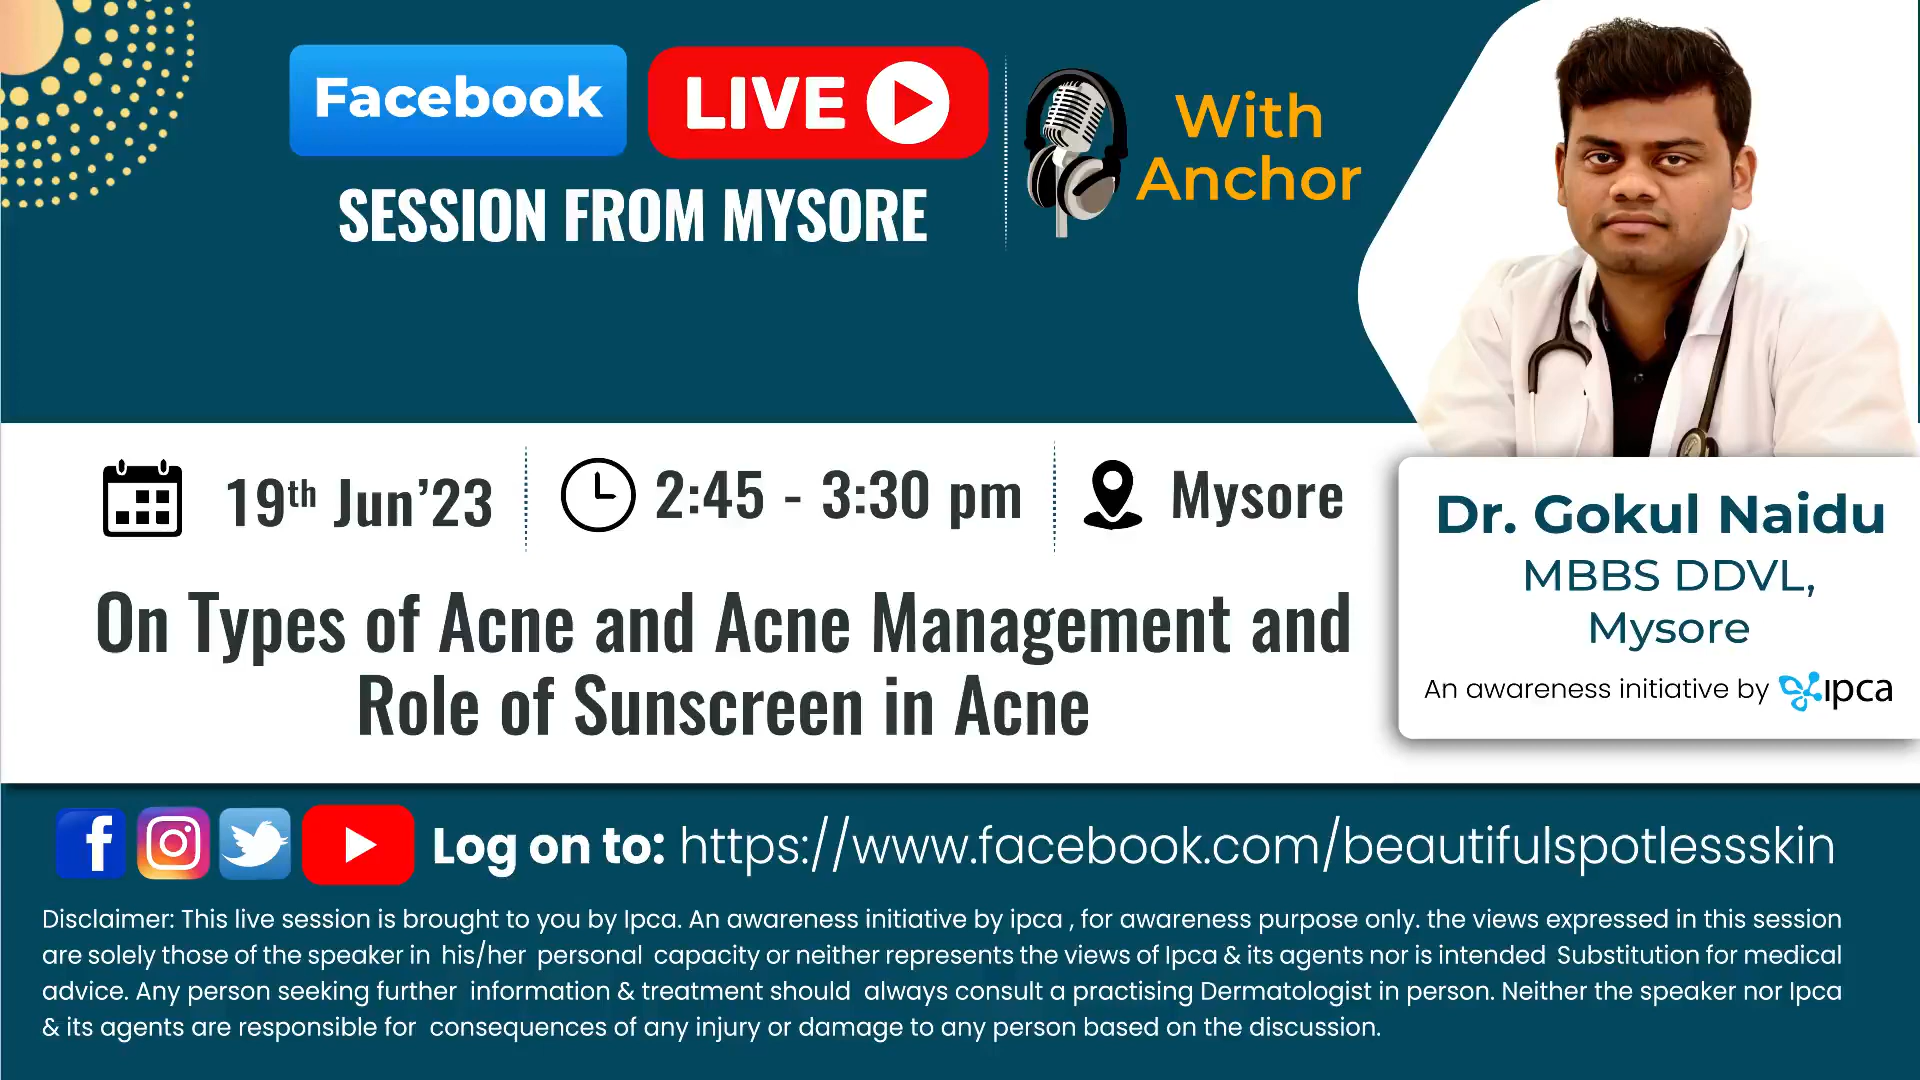 Facebook LIVE
SESSION FROM MYSORE
With
Anchor
19th Jun’23
2:45 - 3:30 pm
Mysore
On Types of Acne and Acne Management and
Role of Sunscreen in Acne
Dr. Gokul Naidu
MBBS DDVL,
Mysore
An awareness initiative by ipca
Log on to: https://www.facebook.com/beautifulspotlessskin
Disclaimer: This live session is brought to you by Ipca. An awareness initiative by ipca , for awareness purpose only. the views expressed in this session
are solely those of the speaker in his/her personal capacity or neither represents the views of Ipca & its agents nor is intended Substitution for medical
advice. Any person seeking further information & treatment should always consult a practising Dermatologist in person. Neither the speaker nor Ipca
& its agents are responsible for consequences of any injury or damage to any person based on the discussion.